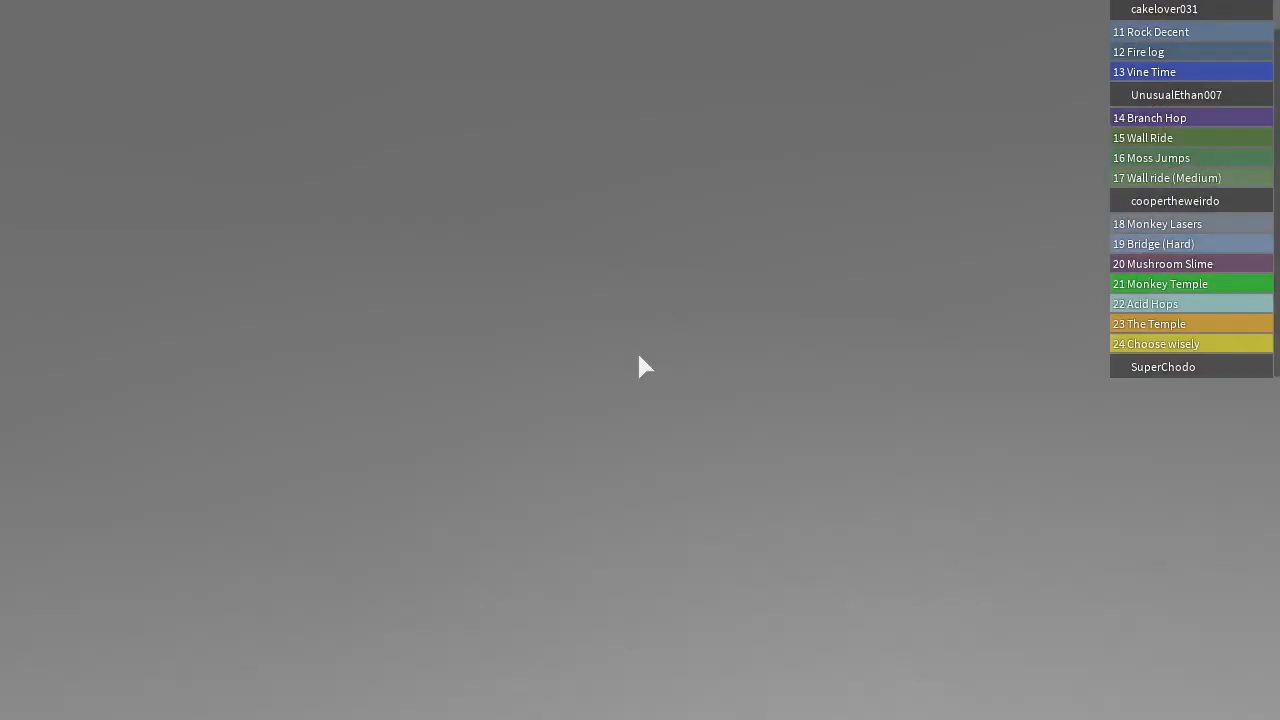 cakelover031
11 Rock Decent
12 Fire log
13 Vine Time
UnusualEthan007
14 Branch Hop
15 Wall Ride
16 Moss Jumps
17 Wall ride (Medium)
coopertheweirdo
18 Monkey Lasers
19 Bridge (Hard)
20 Mushroom Slime
21 Monkey Temple
22 Acid Hops
23 The Temple
24 Choose wisely
SuperChodo